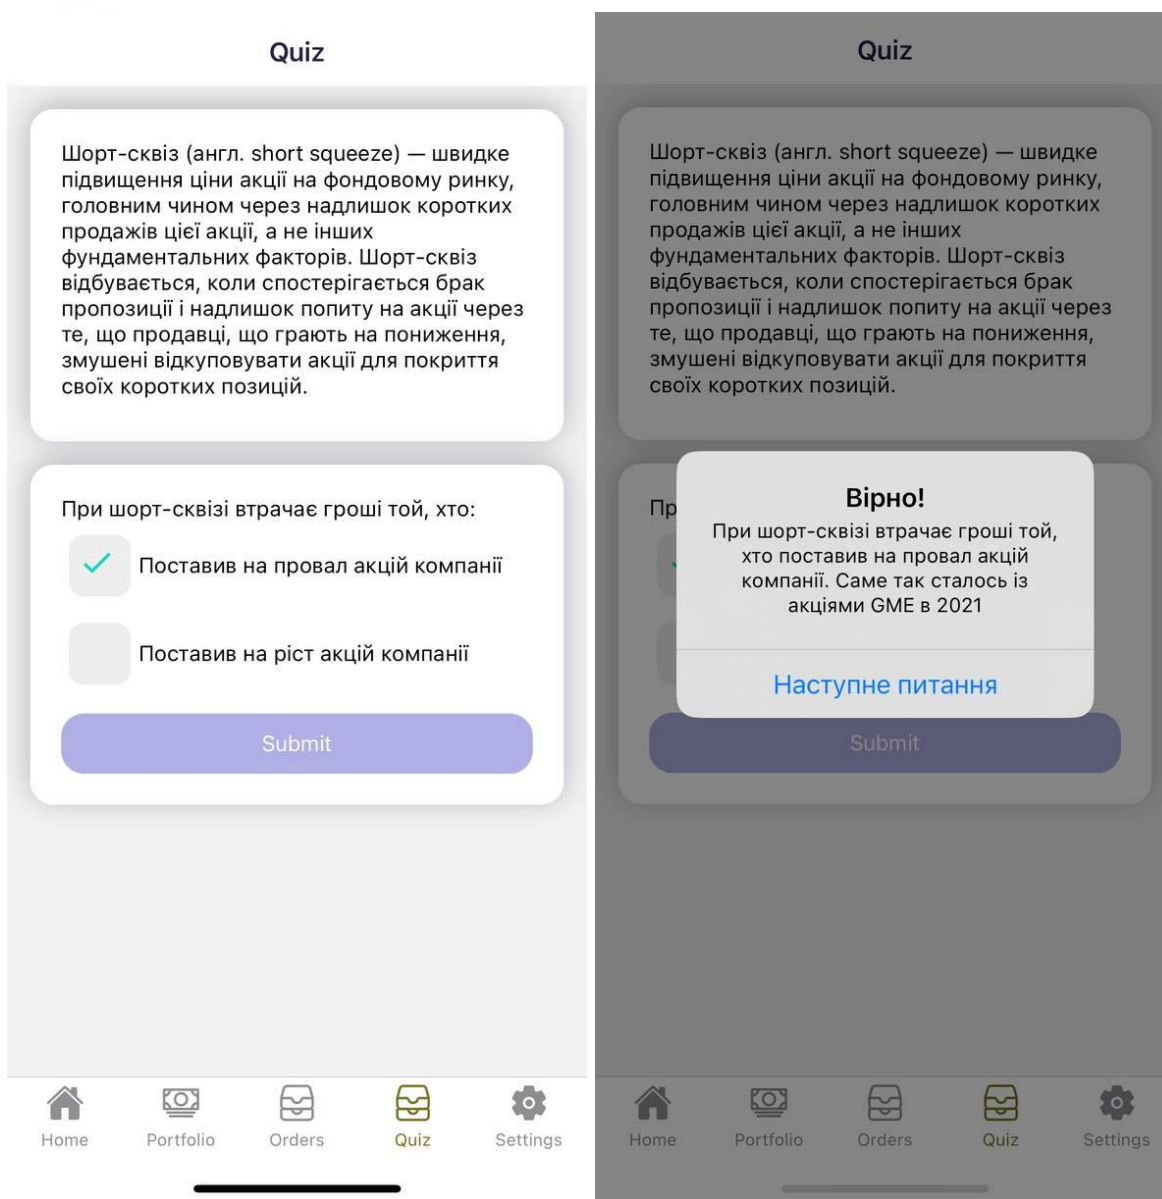 Quiz
Шорт-сквіз (англ. short squeeze) — швидке
підвищення ціни акції на фондовому ринку,
головним чином через надлишок коротких
продажів цієї акції, а не інших
фундаментальних факторів. Шорт-сквіз
відбувається, коли спостерігається брак
пропозиції і надлишок попиту на акції через
те, що продавці, що грають на пониження,
змушені відкуповувати акції для покриття
своїх коротких позицій.
При шорт-сквізі втрачає гроші той, хто:
Поставив на провал акцій компанії
Поставив на ріст акцій компанії
Submit
Home Portfolio Orders Quiz Settings
Quiz
Шорт-сквіз (англ. short squeeze) — швидке
підвищення ціни акції на фондовому ринку,
головним чином через надлишок коротких
продажів цієї акції, а не інших
фундаментальних факторів. Шорт-сквіз
відбувається, коли спостерігається брак
пропозиції і надлишок попиту на акції через
те, що продавці, що грають на пониження,
змушені відкуповувати акції для покриття
своїх коротких позицій.
Пр
Вірно!
При шорт-сквізі втрачає гроші той,
хто поставив на провал акцій
компанії. Саме так сталось із
акціями GME в 2021
Наступне питання
Submit
Home Portfolio Orders Quiz Settings